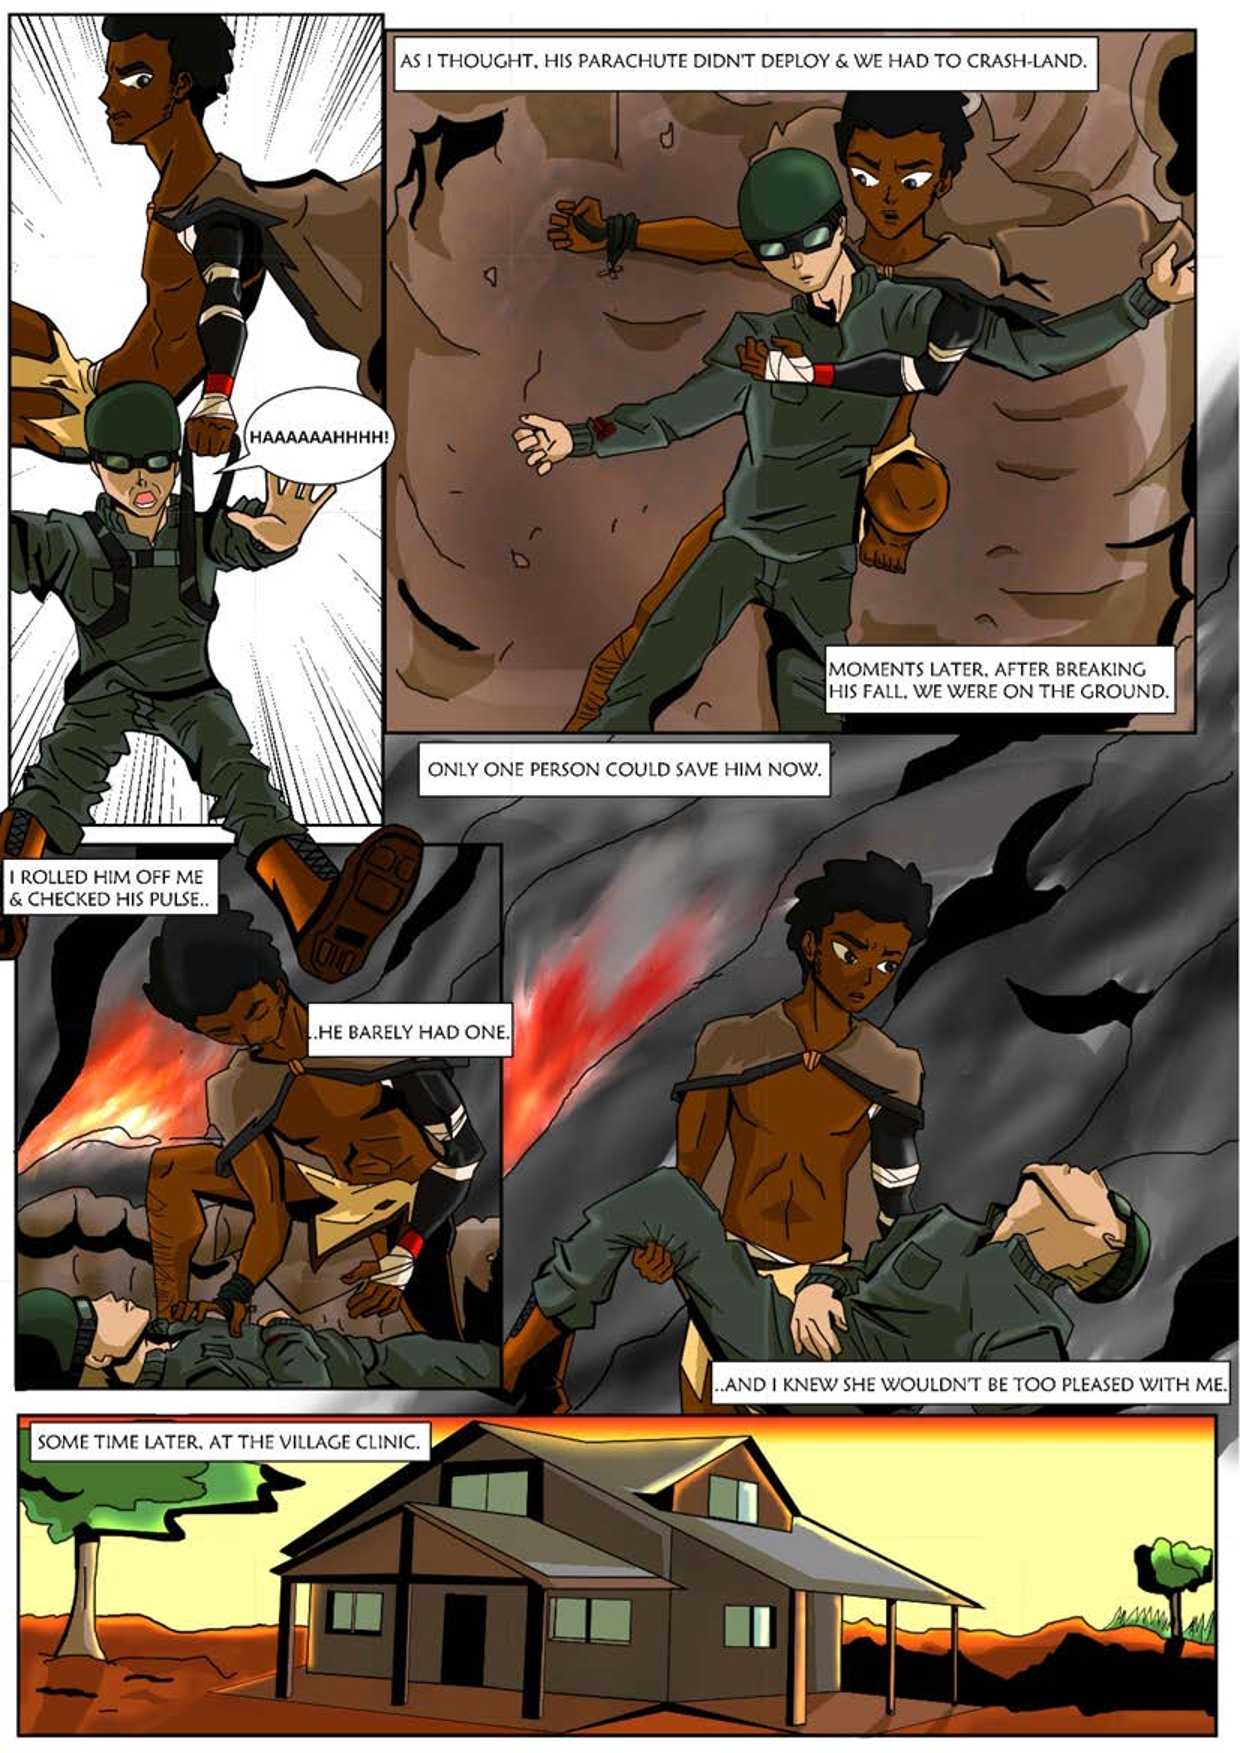 HAAAAAAHHHH!
AS I THOUGHT, HIS PARACHUTE DIDN'T DEPLOY & WE HAD TO CRASH-LAND.
MOMENTS LATER, AFTER BREAKING
HIS FALL, WE WERE ON THE GROUND.
I ROLLED HIM OFF ME
& CHECKED HIS PULSE..
..HE BARELY HAD ONE.
ONLY ONE PERSON COULD SAVE HIM NOW.
..AND I KNEW SHE WOULDN'T BE TOO PLEASED WITH ME.
SOME TIME LATER, AT THE VILLAGE CLINIC.